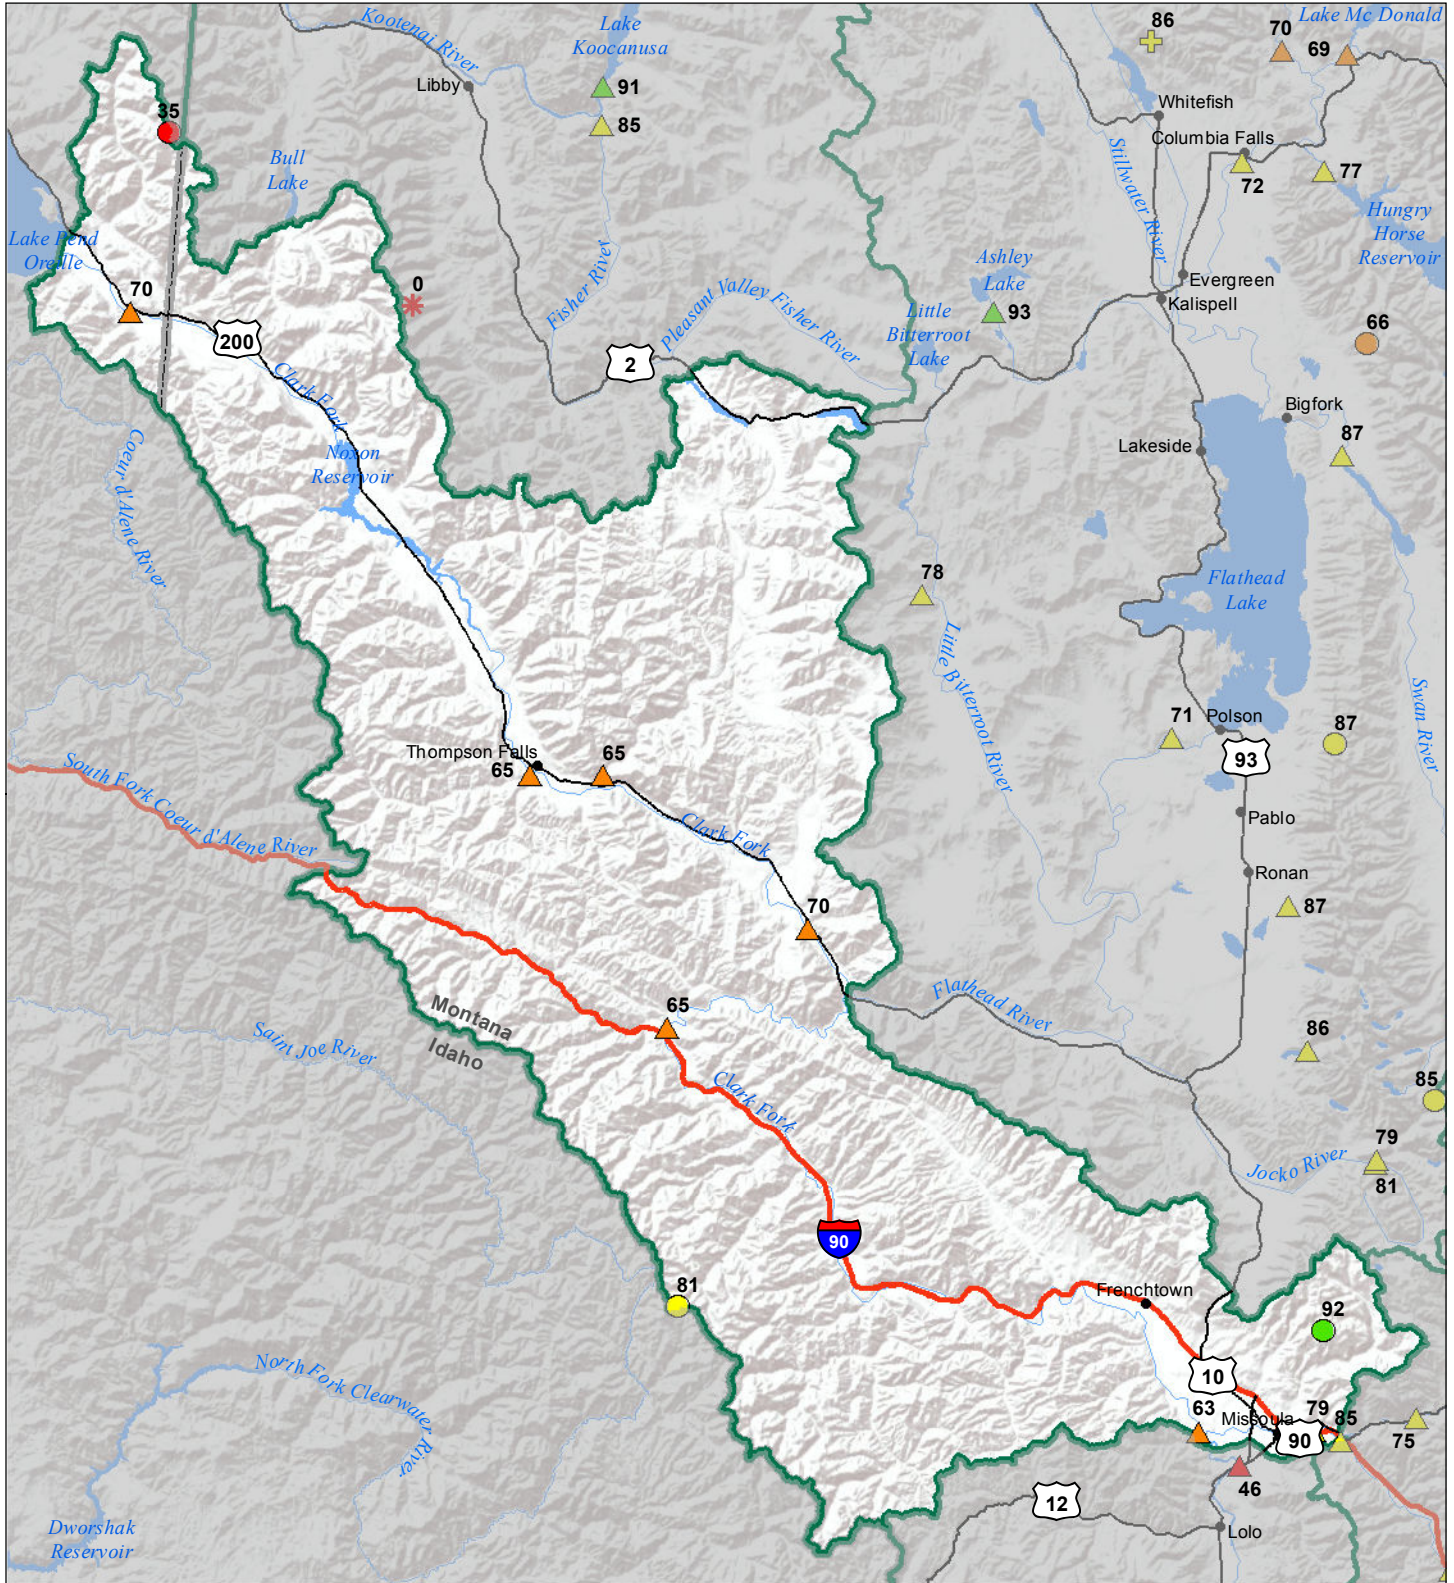 Kootenai River
Lake
Koocanusa
86
70
Lake Mc Donald
69
Libby
91
85
Whitefish
Columbia Falls
72
77
35
Bull
Lake
Stillwater River
Hungry
Horse
Reservoir
Lake Pend
Oreille
70
0
Fisher River
Pleasant Valley Fisher River
Ashley
Lake
93
Evergreen
Kalispell
Little
Bitterroot
Lake
66
200
2
Clark Fork
Bigfork
87
Lakeside
Noxon
Reservoir
Coeur d'Alene River
78
Flathead
Lake
Little Bitterroot River
Swan River
71
Polson
87
93
Thompson Falls
65
65
South Fork Coeur d'Alene River
Clark Fork
Pablo
Ronan
87
70
Flathead River
Montana
Idaho
65
Saint Joe River
86
85
Clark Fork
79
81
Jocko River
90
81
Frenchtown
92
North Fork Clearwater River
10
63
Missoula
79
85
90
75
46
12
Lolo
Dworshak
Reservoir